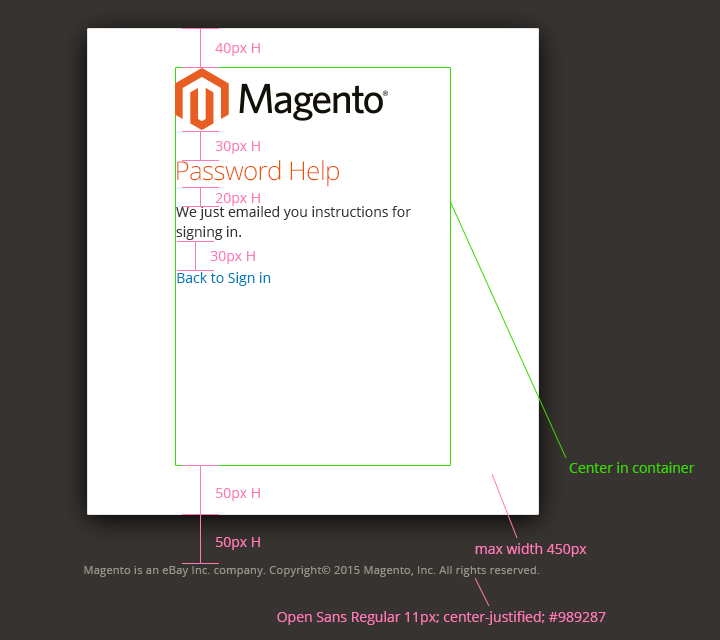 40px H
Magento®
30px H
Password Help
20px H
We just emailed you instructions for
signing in.
30px H
Back to Sign in
Center in container
50px H
50px H
max width 450px
Magento is an eBay Inc. company. Copyright© 2015 Magento, Inc. All rights reserved.
Open Sans Regular 11px; center-justified; #989287